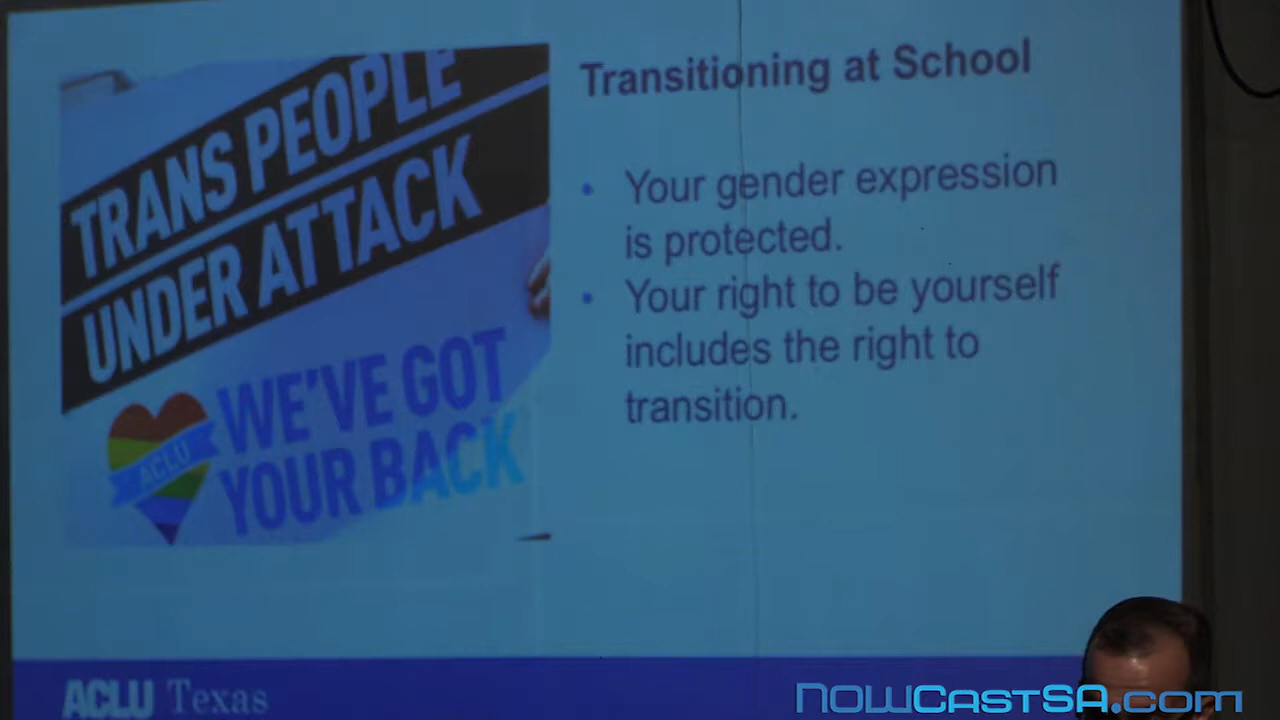 TRANS PEOPLE
UNDER ATTACK
ACLU
WE'VE GOT
YOUR BACK
Transitioning at School
• Your gender expression
is protected.
• Your right to be yourself
includes the right to
transition.
ACLU Texas
NOWCastSA.com